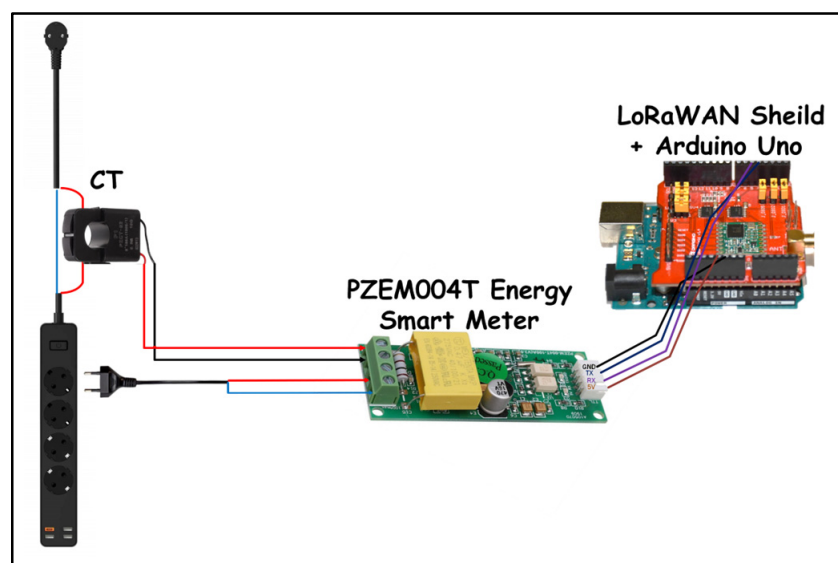 LoRaWAN Sheild
+ Arduino Uno
CT
PZEM004T Energy
Smart Meter
GND
TX
RX
5V